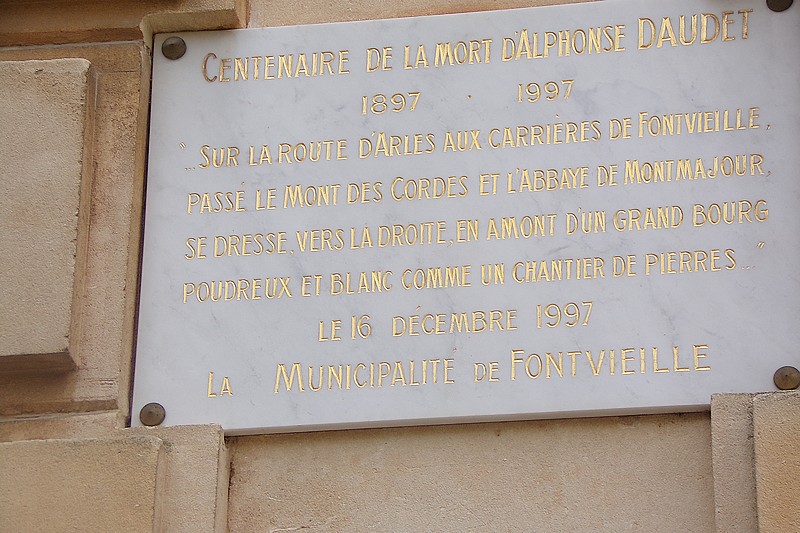 CENTENAIRE DE LA MORT D'ALPHONSE DAUDET
1897 . 1997
"...SUR LA ROUTE D'ARLES AUX CARRIÈRES DE FONTVIEILLE,
PASSÉ LE MONT DES CORDES ET L'ABBAYE DE MONTMAJOUR,
SE DRESSE, VERS LA DROITE, EN AMONT D'UN GRAND BOURG
POUDREUX ET BLANC COMME UN CHANTIER DE PIERRES..."
LE 16 DÉCEMBRE 1997
LA MUNICIPALITÉ DE FONTVIEILLE